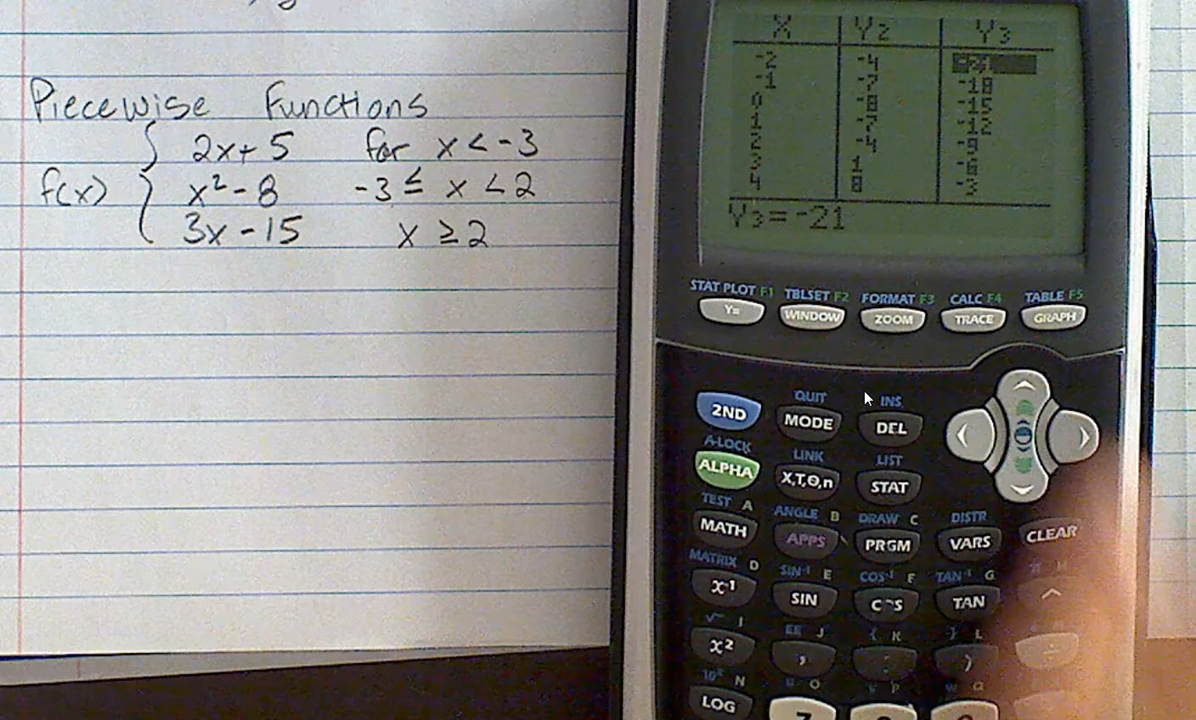 Piecewise Functions
2x+5 for x < -3
f(x) { x² - 8 -3 ≤ x < 2
3x - 15 x ≥ 2
X Y₂ Y₃
-2 -4 -21
-1 -7 -18
0 -8 -15
1 -7 -12
2 -4 -9
3 1 -6
4 8 -3
Y₃=-21
STAT PLOT F1 TBLSET F2 FORMAT F3 CALC F4 TABLE F5
Y= WINDOW ZOOM TRACE GRAPH
QUIT INS
2ND MODE DEL
A-LOCK LINK LIST
ALPHA X,T,Θ,n STAT
TEST A ANGLE B DRAW C DISTR
MATH APPS PRGM VARS CLEAR
MATRIX D SIN⁻¹ E COS⁻¹ F TAN⁻¹ G
x⁻¹ SIN COS TAN ^
√ I EE J { K } L
x² , ( )
10ˣ N u O v P w Q
LOG 7